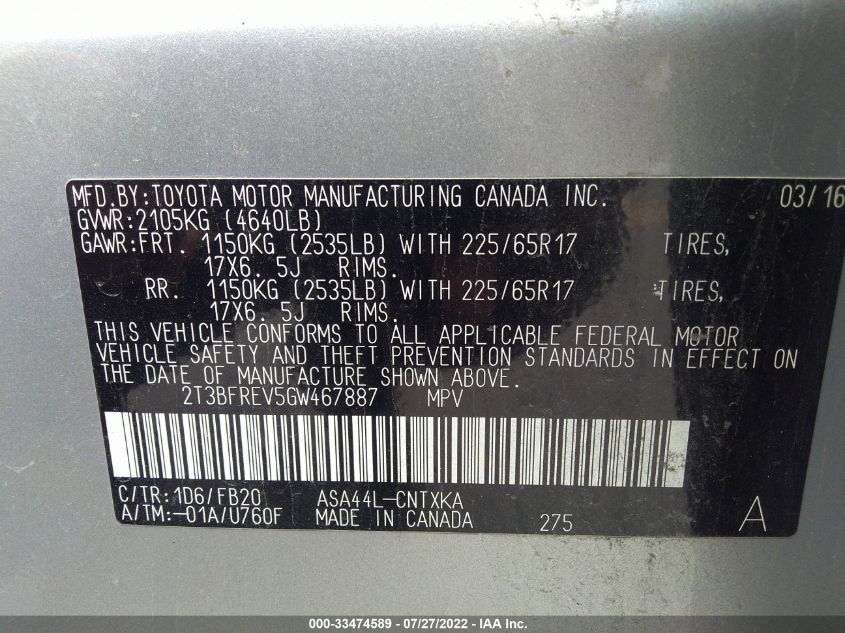 MFD.BY:TOYOTA MOTOR MANUFACTURING CANADA INC. 03/16
GVWR:2105KG (4640LB)
GAWR:FRT. 1150KG (2535LB) WITH 225/65R17 TIRES,
17X6. 5J RIMS.
RR. 1150KG (2535LB) WITH 225/65R17 TIRES,
17X6. 5J RIMS.
THIS VEHICLE CONFORMS TO ALL APPLICABLE FEDERAL MOTOR
VEHICLE SAFETY AND THEFT PREVENTION STANDARDS IN EFFECT ON
THE DATE OF MANUFACTURE SHOWN ABOVE.
2T3BFREV5GW467887 MPV
C/TR:1D6/FB20 ASA44L-CNTXKA
A/TM:-01A/U760F MADE IN CANADA 275 A
000-33474589 - 07/27/2022 - IAA Inc.